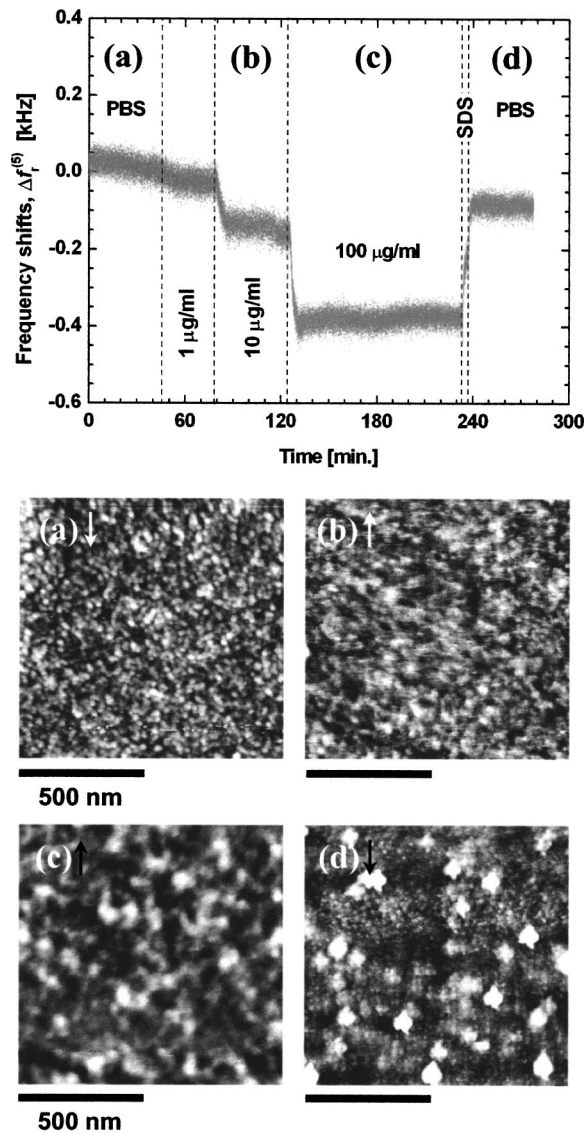 0.4
0.2
0.0
-0.2
-0.4
-0.6
Frequency shifts, Δf_r^(5) [kHz]
(a) (b) (c) (d)
PBS SDS PBS
1 μg/ml 10 μg/ml 100 μg/ml
0 60 120 180 240 300
Time [min.]
(a) ↓ (b) ↑
500 nm
(c) ↑ (d) ↓
500 nm